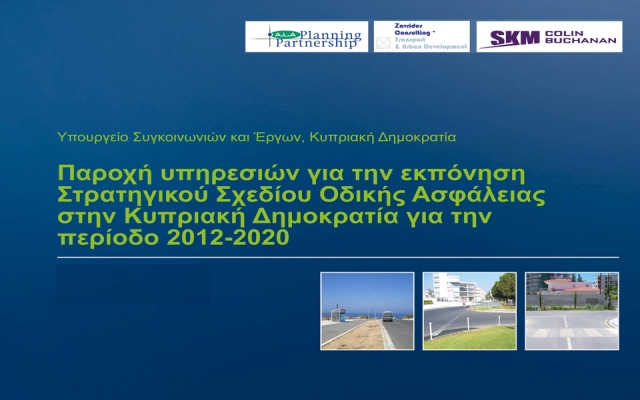 A.L.A Planning
Partnership
Zavrides
Consulting
Transport
& Urban Development
SKM COLIN
BUCHANAN
Υπουργείο Συγκοινωνιών και Έργων, Κυπριακή Δημοκρατία
Παροχή υπηρεσιών για την εκπόνηση
Στρατηγικού Σχεδίου Οδικής Ασφάλειας
στην Κυπριακή Δημοκρατία για την
περίοδο 2012-2020